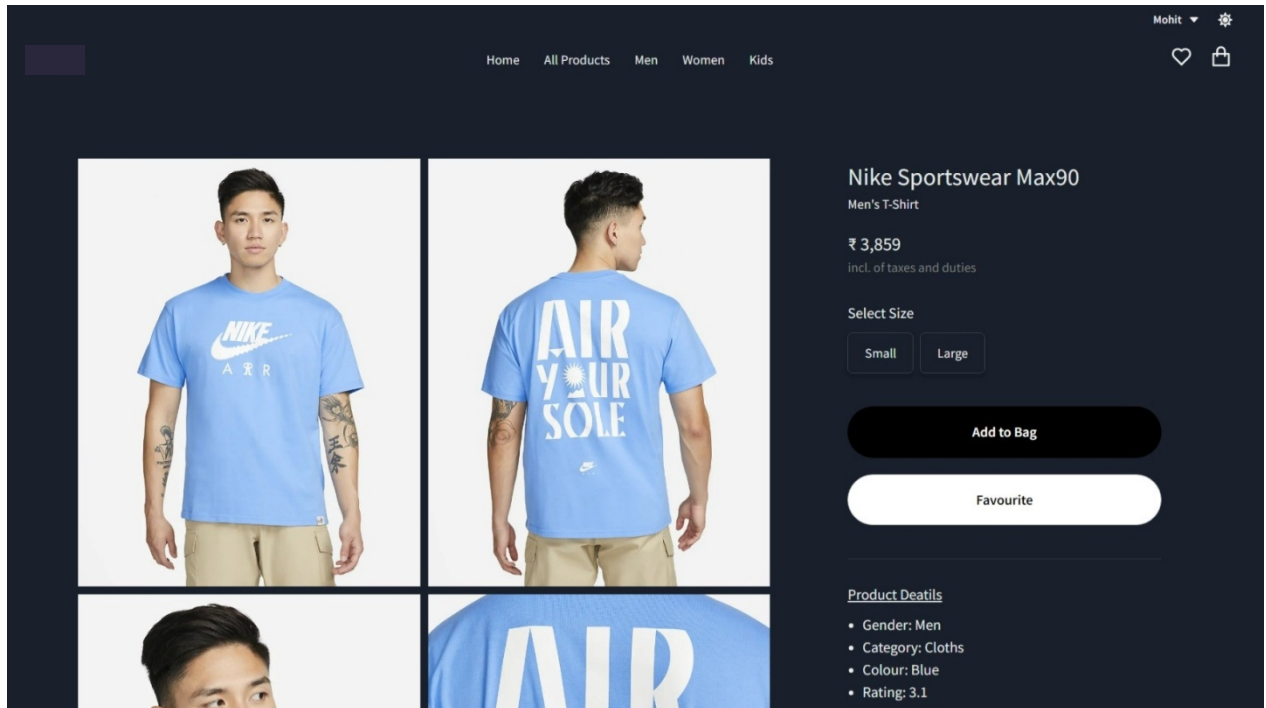 Mohit
Home All Products Men Women Kids
Nike Sportswear Max90
Men's T-Shirt
₹ 3,859
incl. of taxes and duties
Select Size
Small Large
Add to Bag
Favourite
Product Deatils
• Gender: Men
• Category: Cloths
• Colour: Blue
• Rating: 3.1
NIKE
AIR
AIR
YOUR
SOLE
AIR